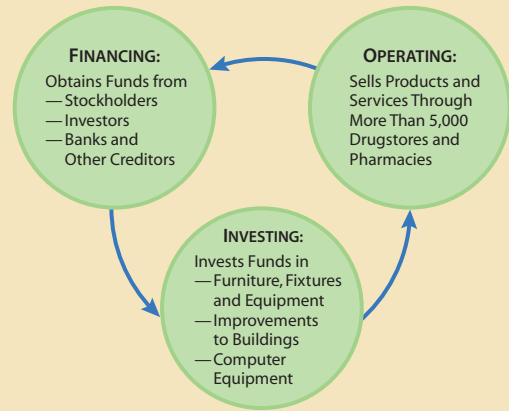 FINANCING:
Obtains Funds from
— Stockholders
— Investors
— Banks and
Other Creditors
OPERATING:
Sells Products and
Services Through
More Than 5,000
Drugstores and
Pharmacies
INVESTING:
Invests Funds in
— Furniture, Fixtures
and Equipment
— Improvements
to Buildings
— Computer
Equipment